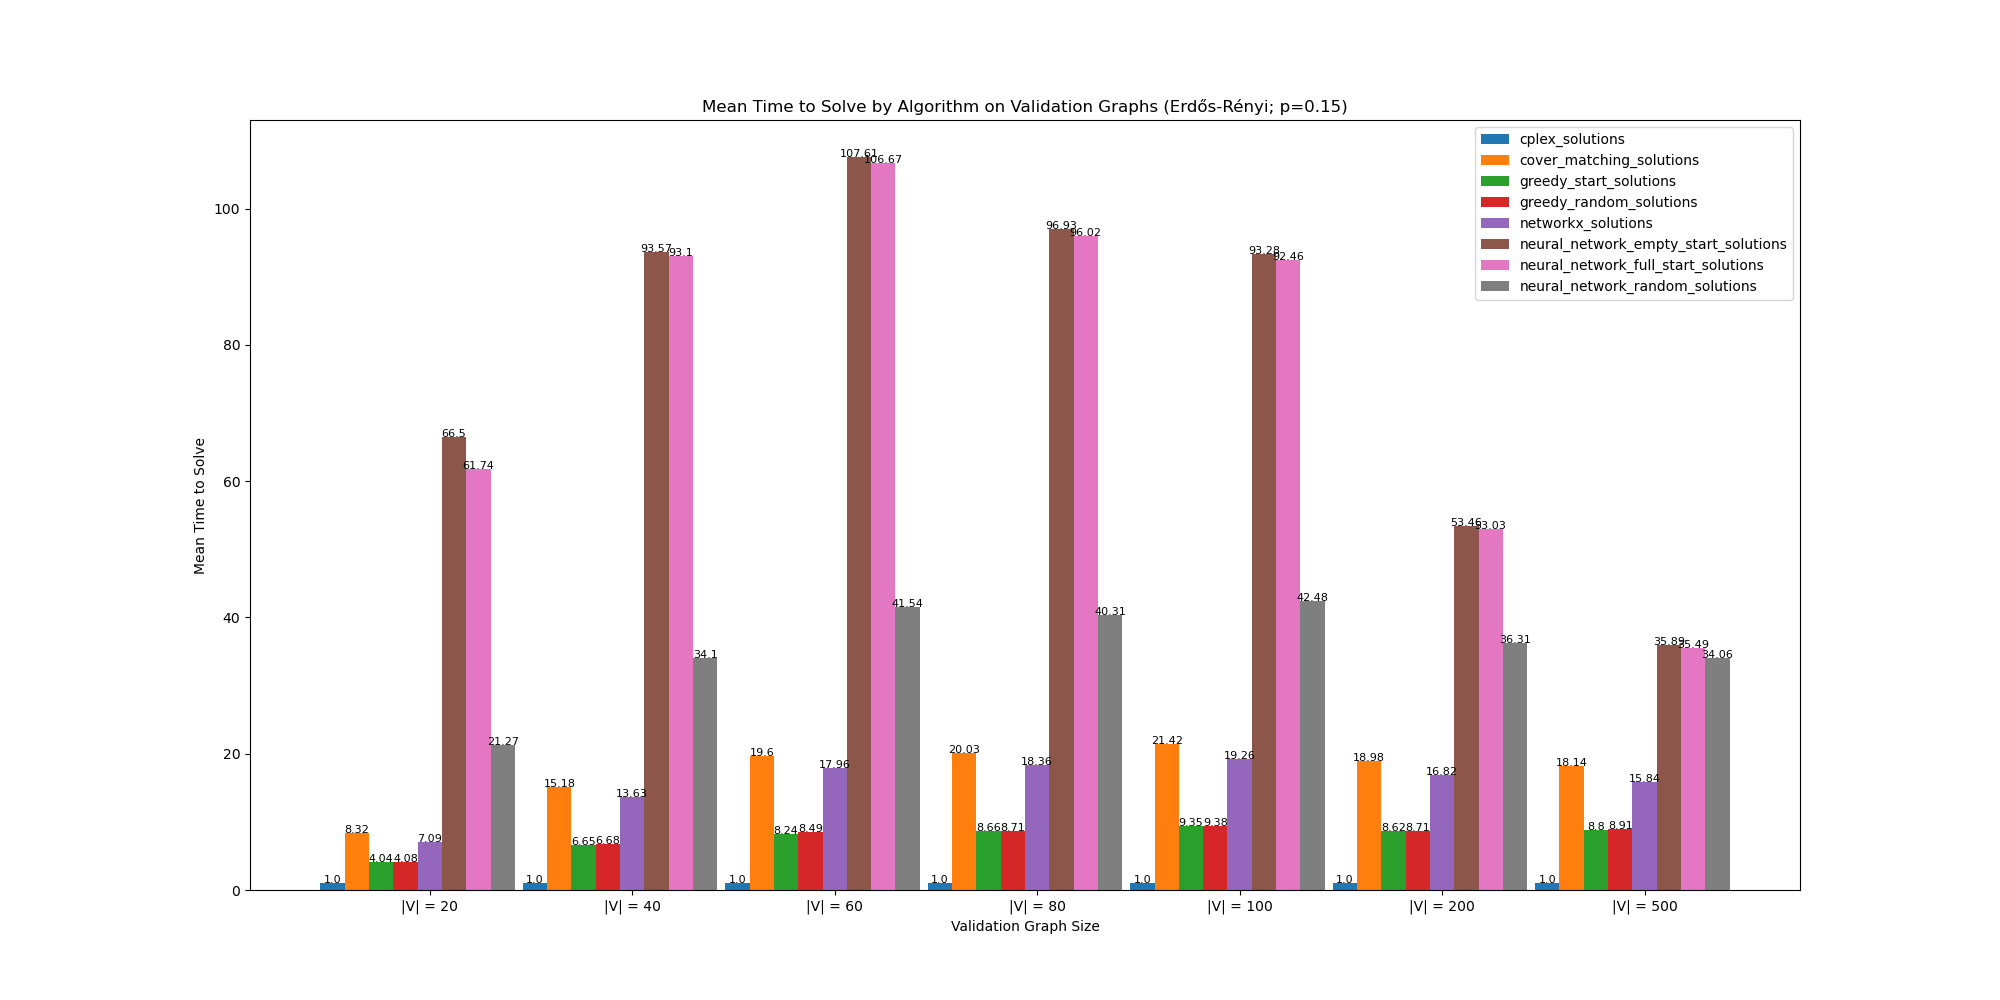 Mean Time to Solve by Algorithm on Validation Graphs (Erdős-Rényi; p=0.15)
cplex_solutions
cover_matching_solutions
greedy_start_solutions
greedy_random_solutions
networkx_solutions
neural_network_empty_start_solutions
neural_network_full_start_solutions
neural_network_random_solutions
Mean Time to Solve
100
80
60
40
20
0
1.0 8.32 4.04 4.08 7.09 66.5 61.74 21.27
1.0 15.18 6.65 6.68 13.63 93.57 93.1 34.1
1.0 19.6 8.24 8.49 17.96 107.61 106.67 41.54
1.0 20.03 8.66 8.71 18.36 96.93 96.02 40.31
1.0 21.42 9.35 9.38 19.26 93.28 92.46 42.48
1.0 18.98 8.62 8.71 16.82 53.46 53.03 36.31
1.0 18.14 8.8 8.91 15.84 35.89 35.49 34.06
|V| = 20 |V| = 40 |V| = 60 |V| = 80 |V| = 100 |V| = 200 |V| = 500
Validation Graph Size